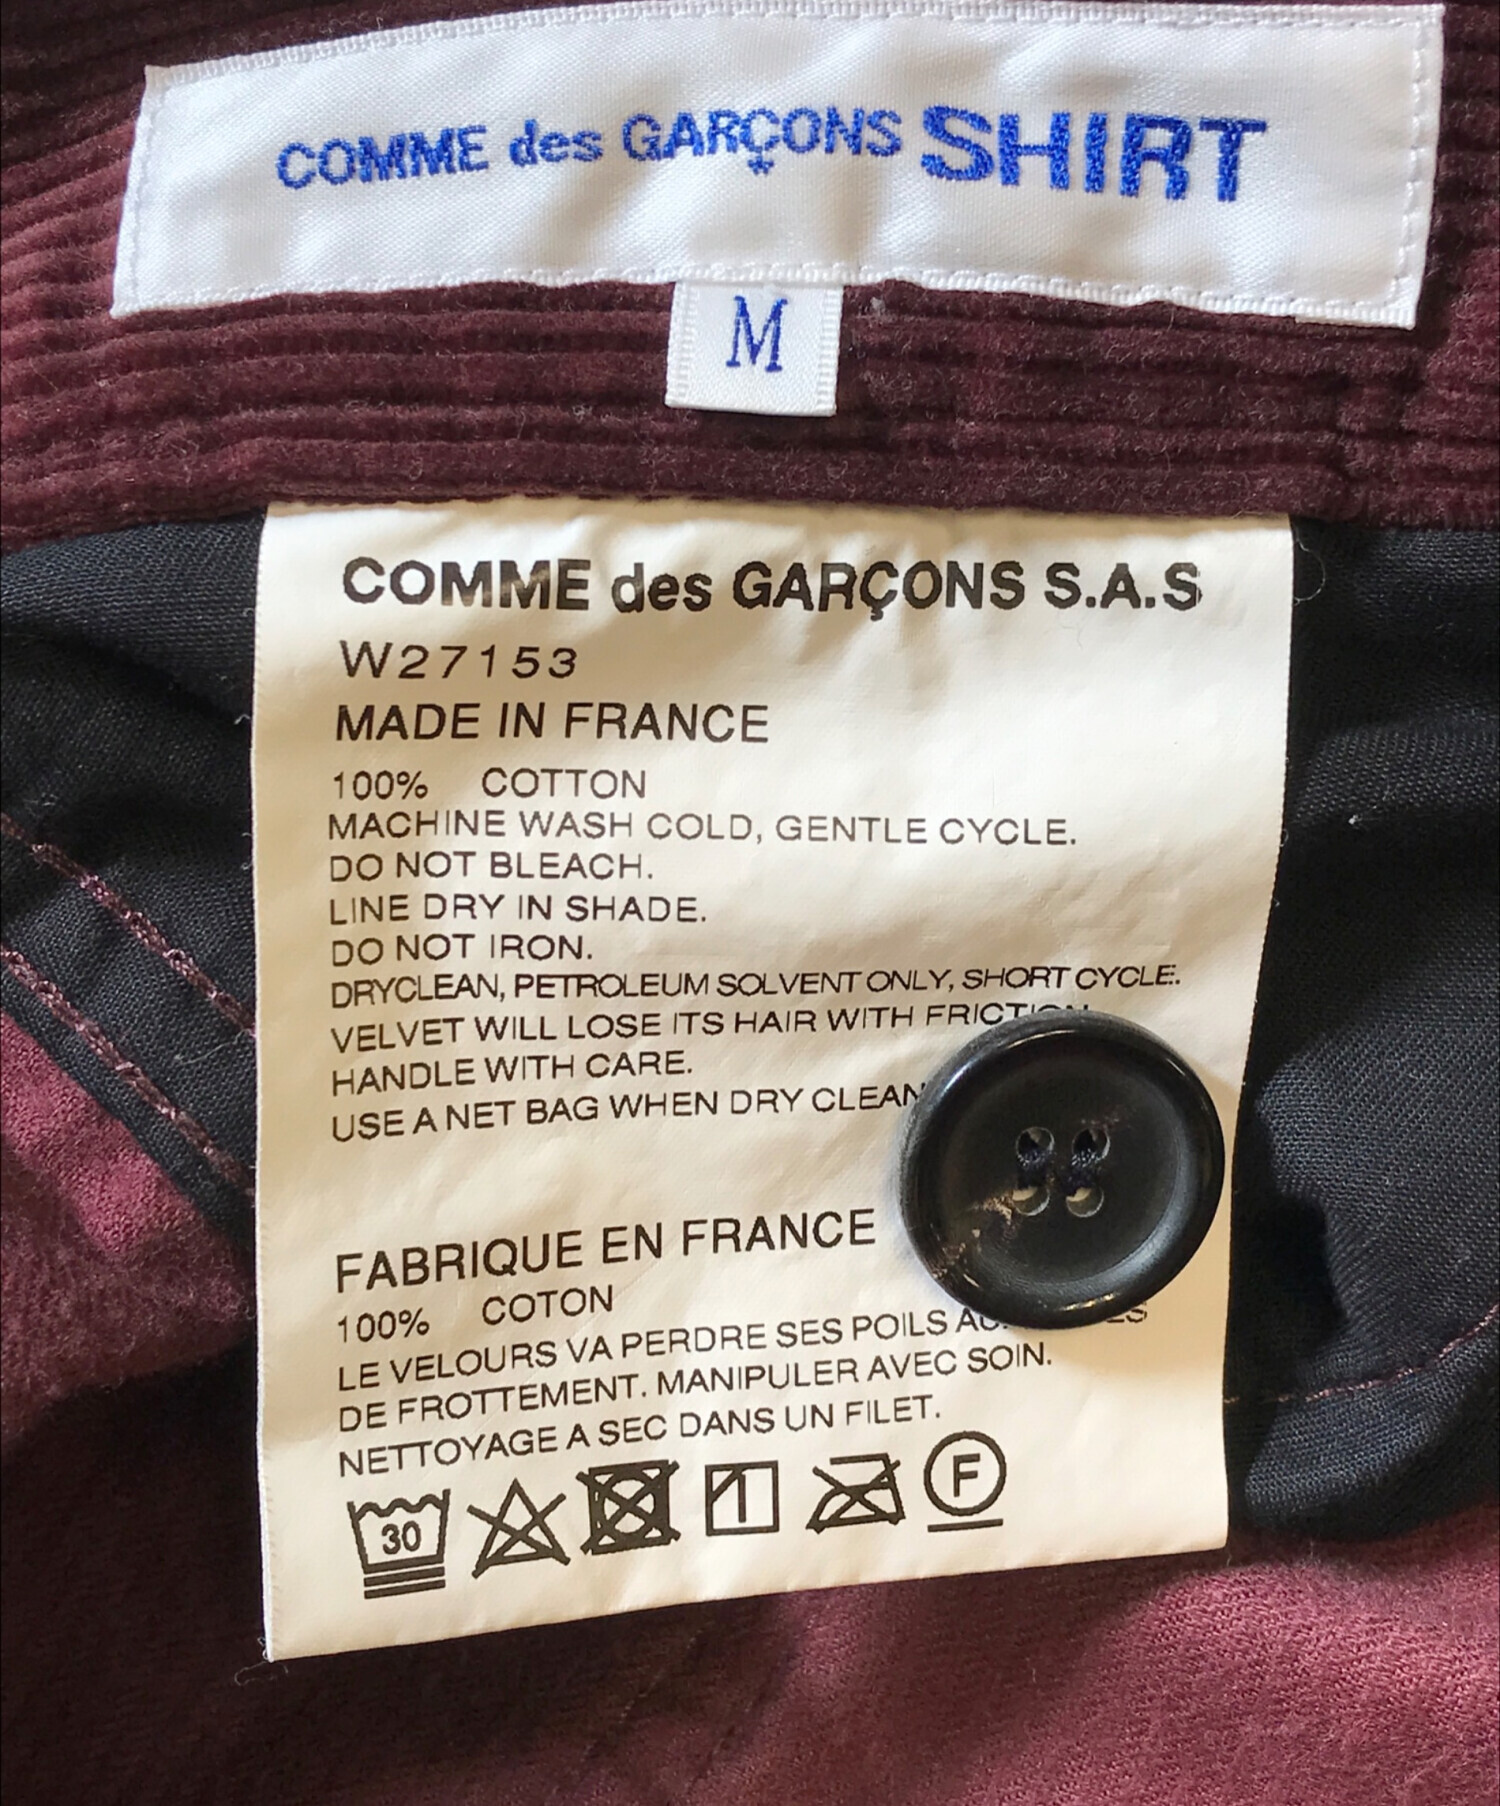 COMME des GARÇONS SHIRT
M
COMME des GARÇONS S.A.S
W27153
MADE IN FRANCE
100% COTTON
MACHINE WASH COLD, GENTLE CYCLE.
DO NOT BLEACH.
LINE DRY IN SHADE.
DO NOT IRON.
DRYCLEAN, PETROLEUM SOLVENT ONLY, SHORT CYCLE.
VELVET WILL LOSE ITS HAIR WITH FRICTION.
HANDLE WITH CARE.
USE A NET BAG WHEN DRY CLEAN
FABRIQUE EN FRANCE
100% COTON
LE VELOURS VA PERDRE SES POILS
DE FROTTEMENT. MANIPULER AVEC SOIN.
NETTOYAGE A SEC DANS UN FILET.
30 F